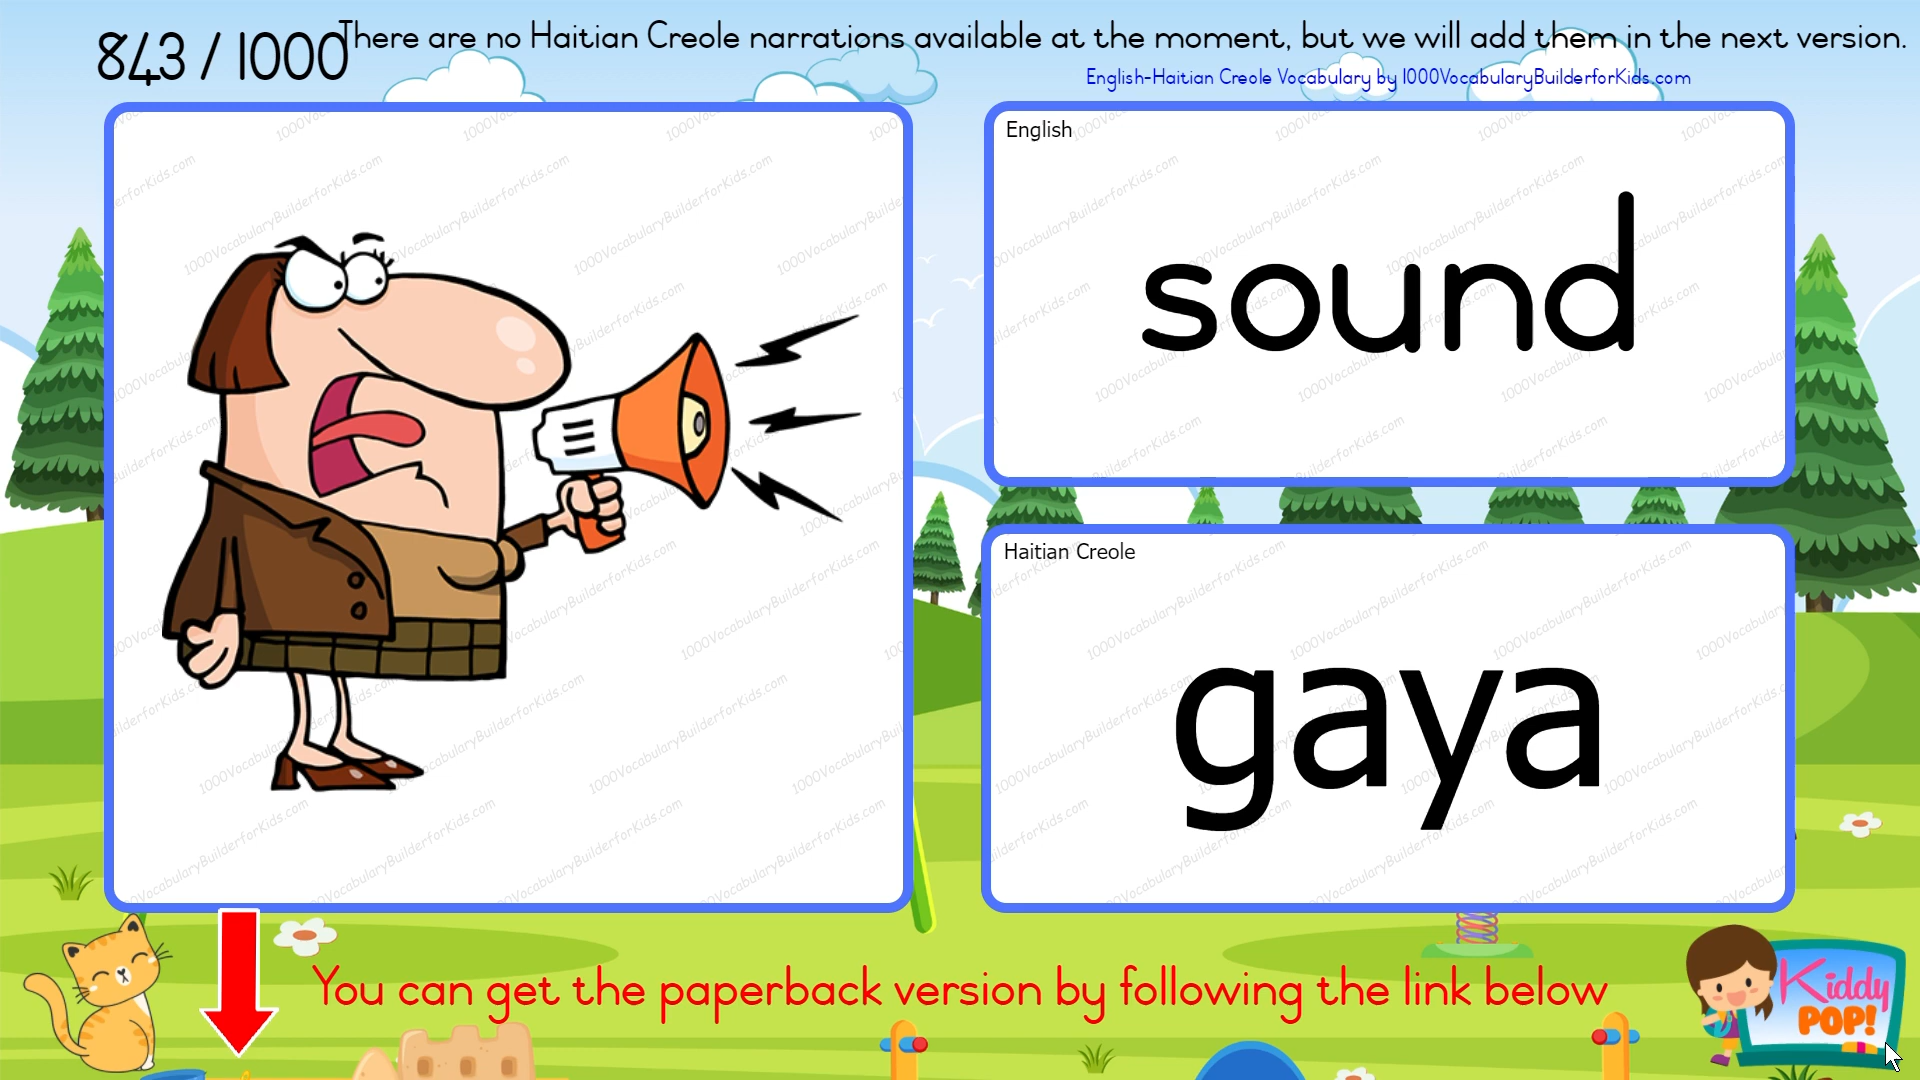 843 / 1000
There are no Haitian Creole narrations available at the moment, but we will add them in the next version.
English-Haitian Creole Vocabulary by 1000VocabularyBuilderforKids.com
English
sound
Haitian Creole
gaya
1000VocabularyBuilderforKids.com
You can get the paperback version by following the link below
Kiddy
POP!